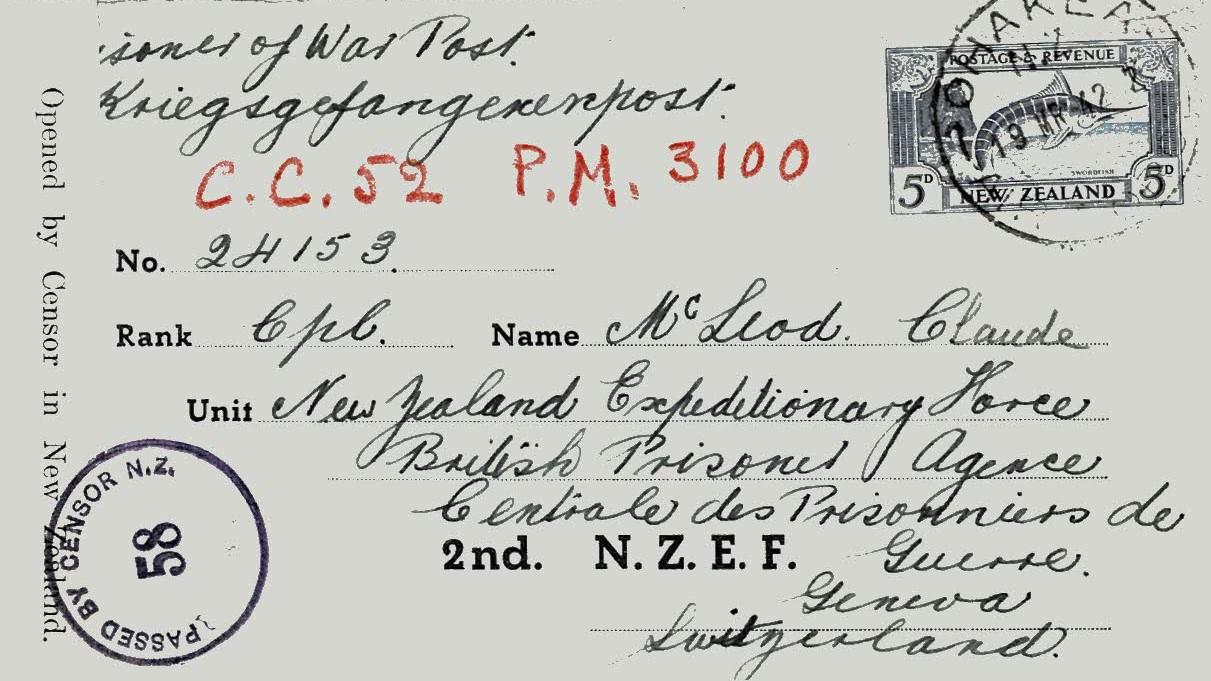 isoner of War Post.
Kriegsgefangenenpost.
C.C. 52 P.M. 3100
POSTAGE & REVENUE
SWORDFISH
5D NEW ZEALAND 5D
N.Z.
19 MR 42
No. 24153.
Rank Cpl. Name McLeod. Claude
Unit New Zealand Expeditionary Force
British Prisoner Agence
Centrale des Prisonniers de
2nd. N. Z. E. F. Guerre.
Geneva
Switzerland.
Opened by Censor in New Zealand.
PASSED BY CENSOR N.Z.
58